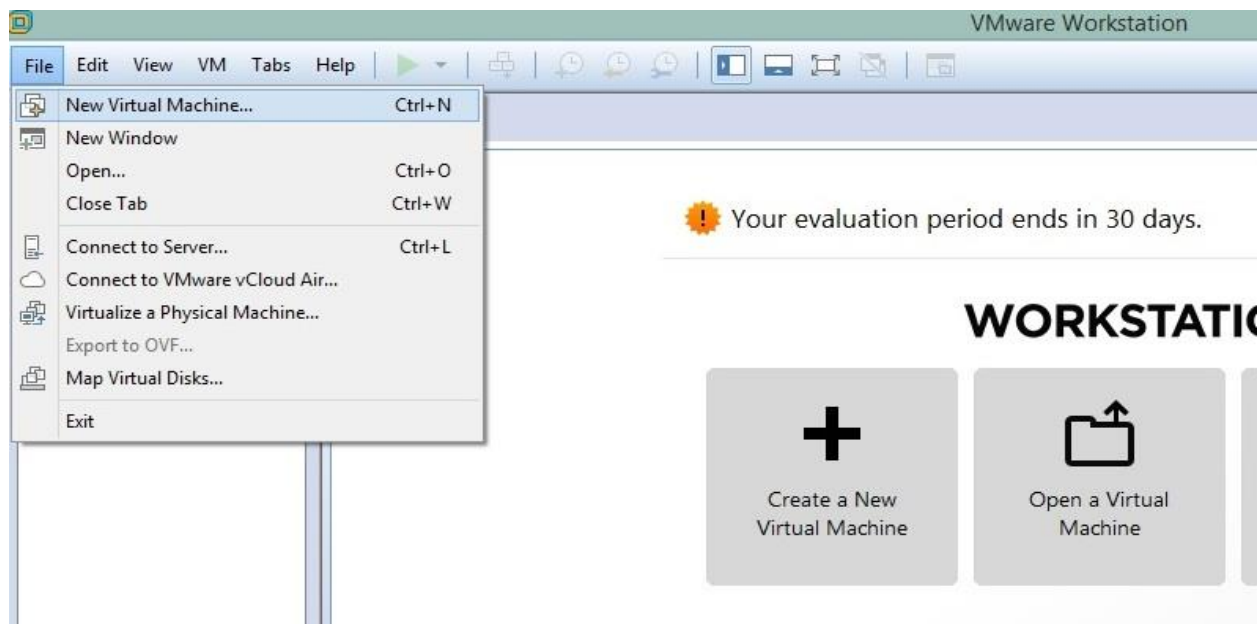 VMware Workstation
File Edit View VM Tabs Help
New Virtual Machine... Ctrl+N
New Window
Open... Ctrl+O
Close Tab Ctrl+W
Connect to Server... Ctrl+L
Connect to VMware vCloud Air...
Virtualize a Physical Machine...
Export to OVF...
Map Virtual Disks...
Exit
Your evaluation period ends in 30 days.
Create a New
Virtual Machine
Open a Virtual
Machine